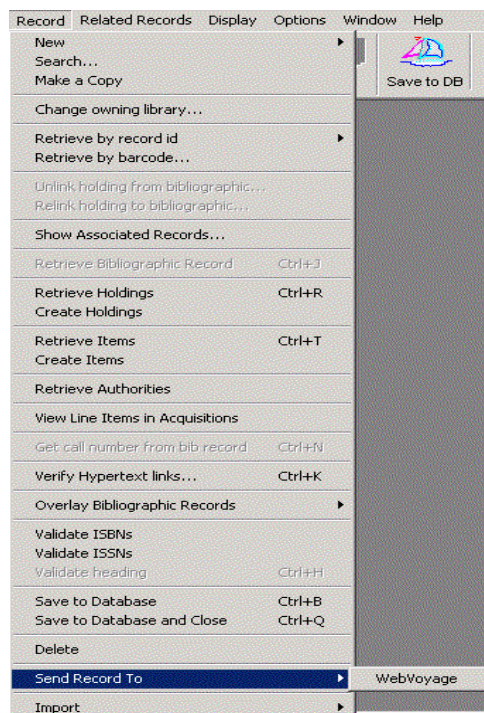 Record Related Records Display Options Window Help
New
Search...
Make a Copy
Save to DB
Change owning library...
Retrieve by record id
Retrieve by barcode...
Unlink holding from bibliographic...
Relink holding to bibliographic...
Show Associated Records...
Retrieve Bibliographic Record Ctrl+J
Retrieve Holdings Ctrl+R
Create Holdings
Retrieve Items Ctrl+T
Create Items
Retrieve Authorities
View Line Items in Acquisitions
Get call number from bib record Ctrl+N
Verify Hypertext links... Ctrl+K
Overlay Bibliographic Records
Validate ISBNs
Validate ISSNs
Validate heading Ctrl+H
Save to Database Ctrl+B
Save to Database and Close Ctrl+Q
Delete
Send Record To WebVoyage
Import